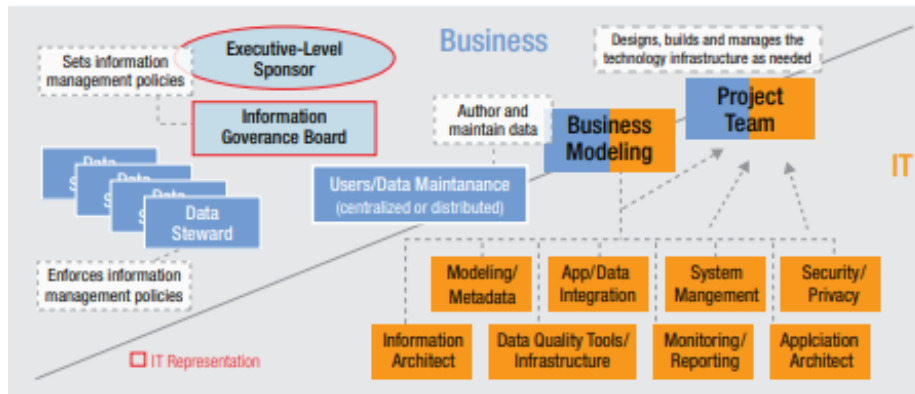 Business
Sets information
management policies
Executive-Level
Sponsor
Designs, builds and manages the
technology infrastructure as needed
Information
Goverance Board
Author and
maintain data
Business
Modeling
Project
Team
IT
Data
S
Data
S
Data
S
Data
Steward
Users/Data Maintanance
(centralized or distributed)
Enforces information
management policies
Modeling/
Metadata
App/Data
Integration
System
Mangement
Security/
Privacy
Information
Architect
Data Quality Tools/
Infrastructure
Monitoring/
Reporting
Applciation
Architect
IT Representation